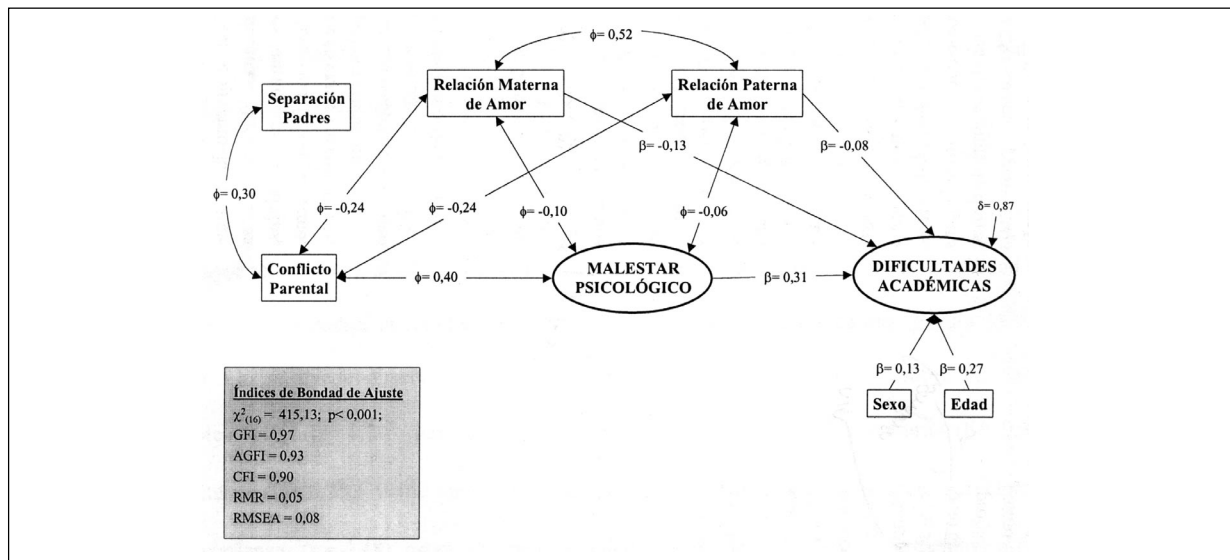 ϕ= 0,52
Relación Materna
de Amor
Relación Paterna
de Amor
Separación
Padres
β= -0,13
β= -0,08
ϕ= 0,30
ϕ= -0,24
ϕ= -0,24
ϕ= -0,10
ϕ= -0,06
δ= 0,87
Conflicto
Parental
ϕ= 0,40
MALESTAR
PSICOLÓGICO
β= 0,31
DIFICULTADES
ACADÉMICAS
β= 0,13
β= 0,27
Sexo
Edad
Índices de Bondad de Ajuste
χ²(16) = 415,13; p< 0,001;
GFI = 0,97
AGFI = 0,93
CFI = 0,90
RMR = 0,05
RMSEA = 0,08